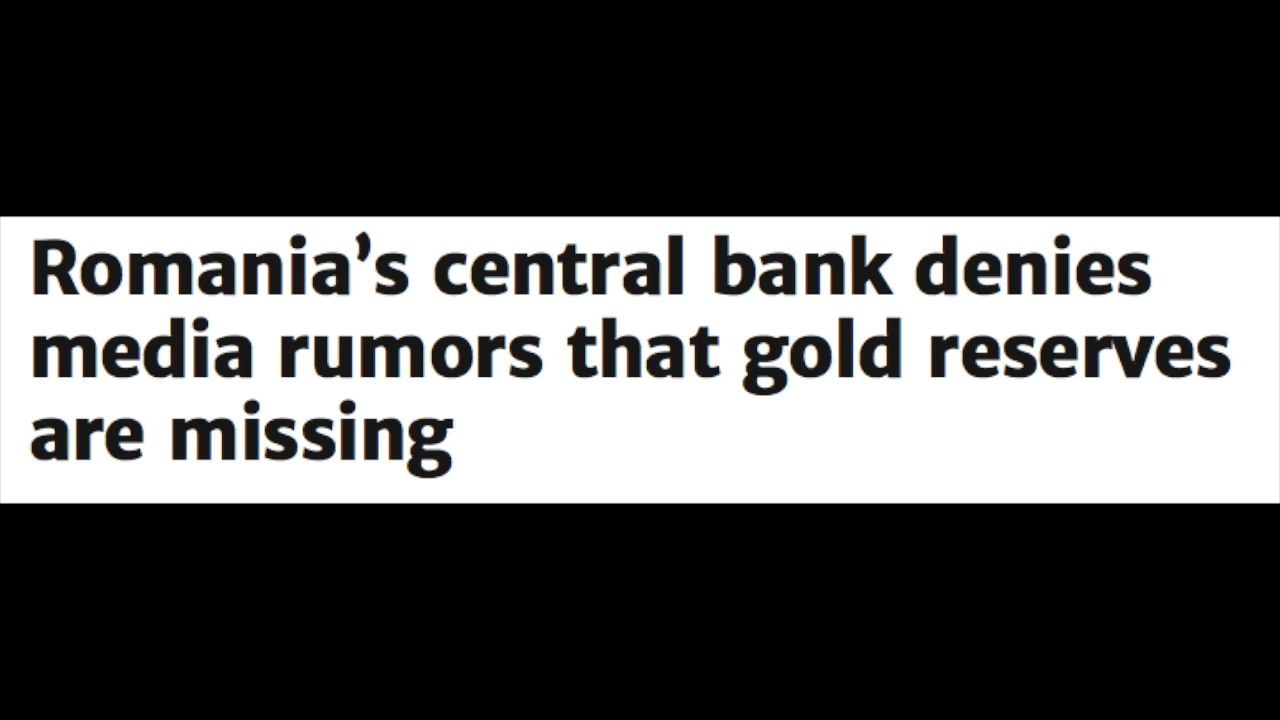 Romania’s central bank denies
media rumors that gold reserves
are missing